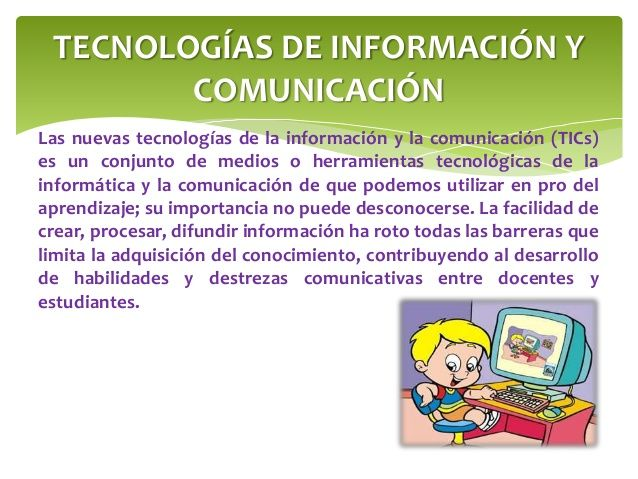 TECNOLOGÍAS DE INFORMACIÓN Y
COMUNICACIÓN
Las nuevas tecnologías de la información y la comunicación (TICs)
es un conjunto de medios o herramientas tecnológicas de la
informática y la comunicación de que podemos utilizar en pro del
aprendizaje; su importancia no puede desconocerse. La facilidad de
crear, procesar, difundir información ha roto todas las barreras que
limita la adquisición del conocimiento, contribuyendo al desarrollo
de habilidades y destrezas comunicativas entre docentes y
estudiantes.